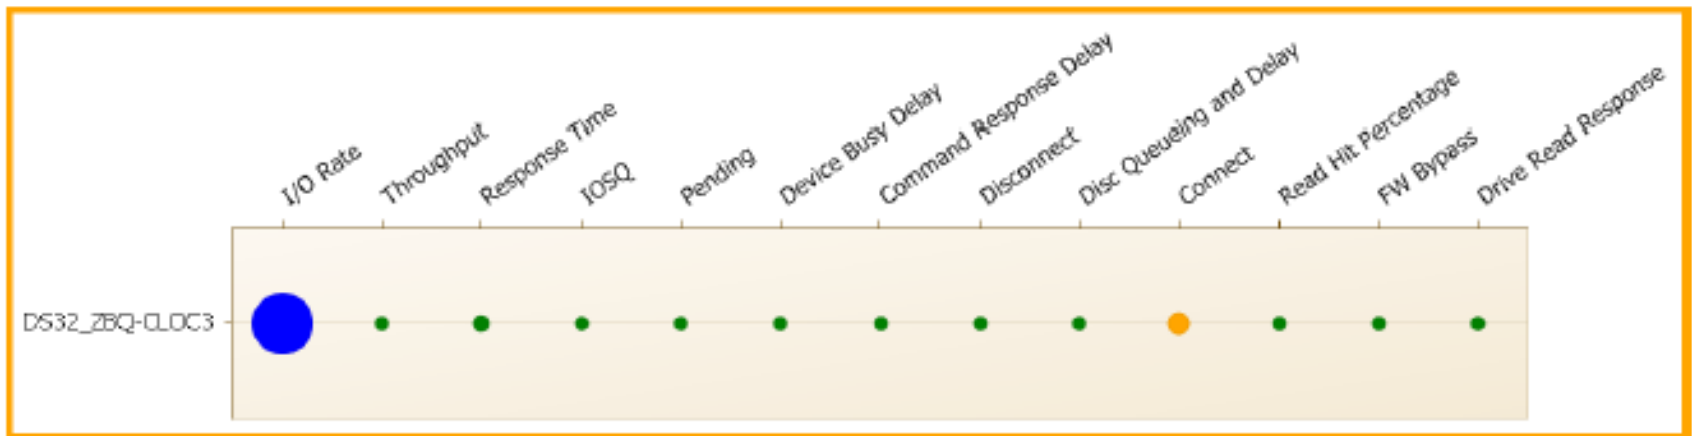 I/O Rate
Throughput
Response Time
IOSQ
Pending
Device Busy Delay
Command Response Delay
Disconnect
Disc Queueing and Delay
Connect
Read Hit Percentage
FW Bypass
Drive Read Response
DS32_ZBQ-CLOC3